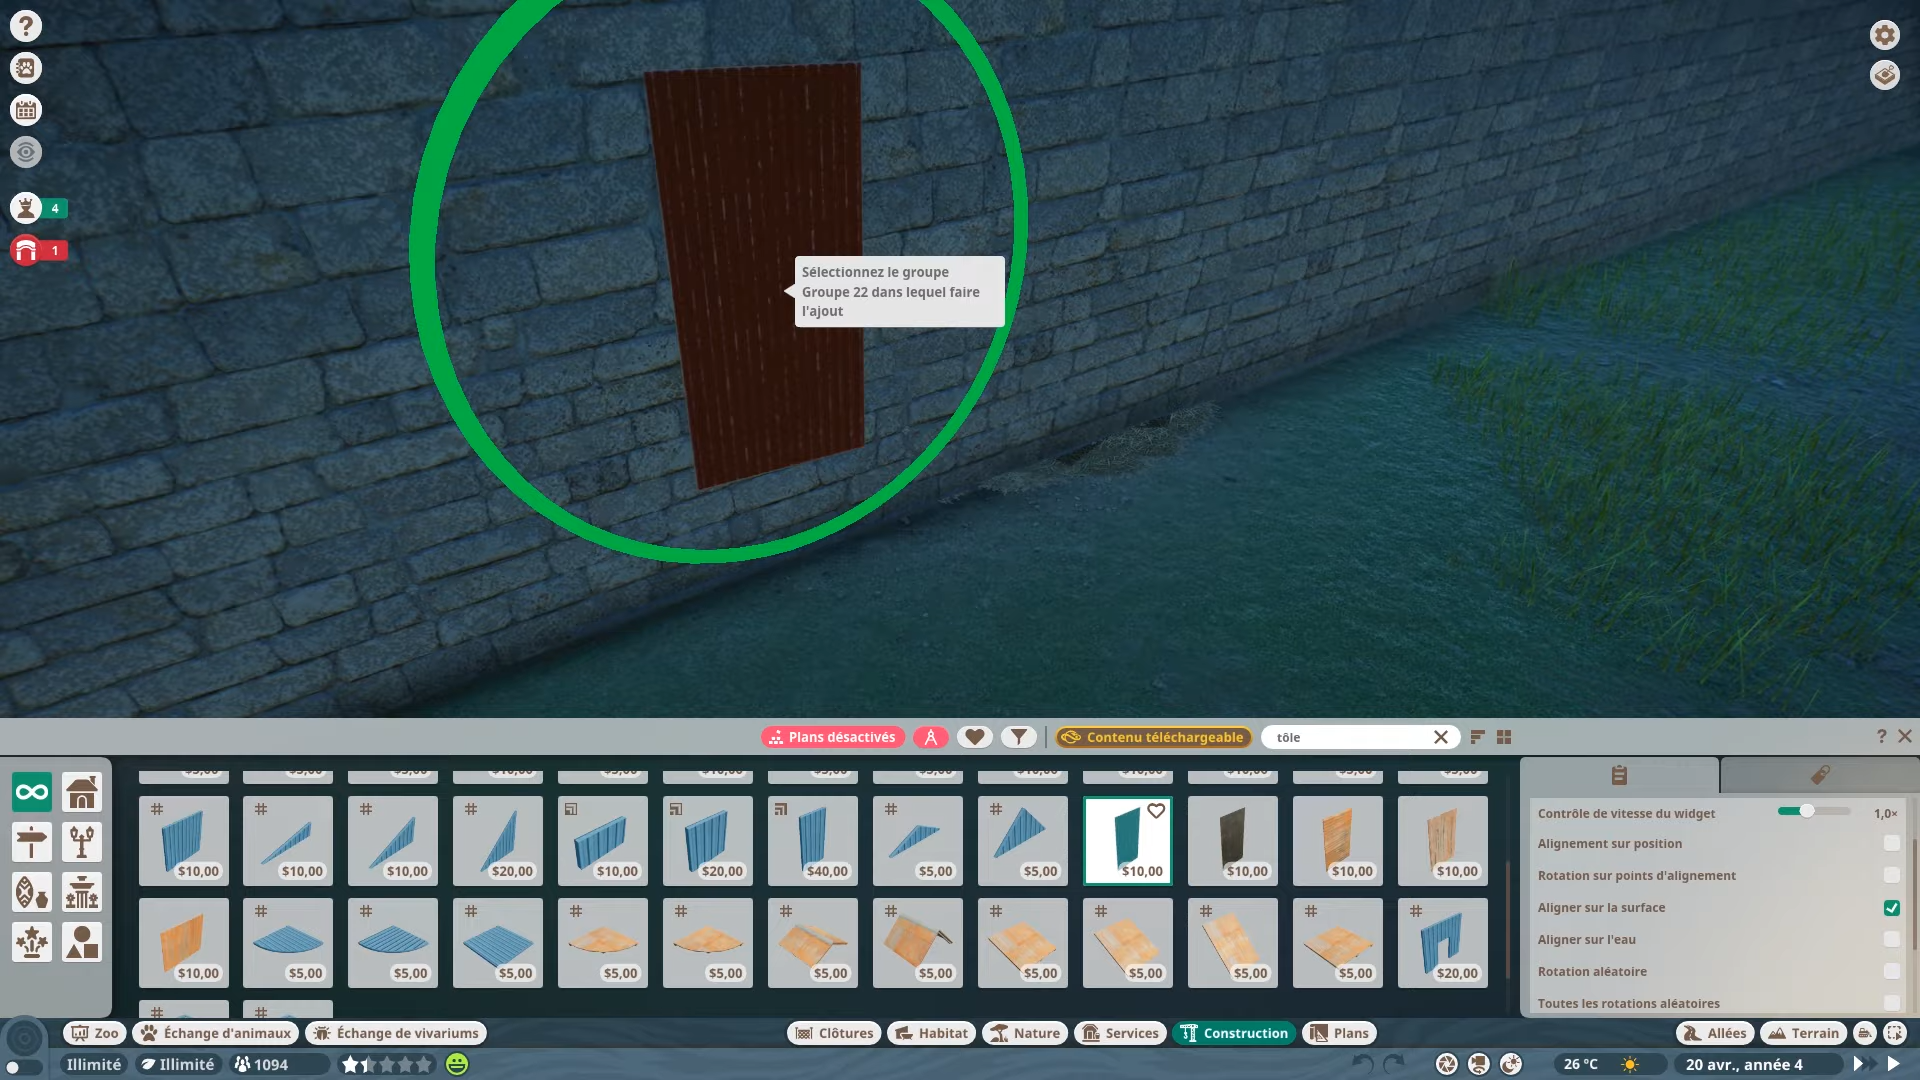 4
1
Sélectionnez le groupe
Groupe 22 dans lequel faire
l'ajout
Plans désactivés
Contenu téléchargeable
tôle
?
Contrôle de vitesse du widget 1,0×
Alignement sur position
Rotation sur points d'alignement
Aligner sur la surface
Aligner sur l'eau
Rotation aléatoire
Toutes les rotations aléatoires
$10,00 $10,00 $10,00 $20,00 $10,00 $20,00 $40,00 $5,00 $5,00 $10,00 $10,00 $10,00 $10,00
$10,00 $5,00 $5,00 $5,00 $5,00 $5,00 $5,00 $5,00 $5,00 $5,00 $5,00 $5,00 $20,00
Zoo Échange d'animaux Échange de vivariums Clôtures Habitat Nature Services Construction Plans Allées Terrain
Illimité Illimité 1094 26 °C 20 avr., année 4